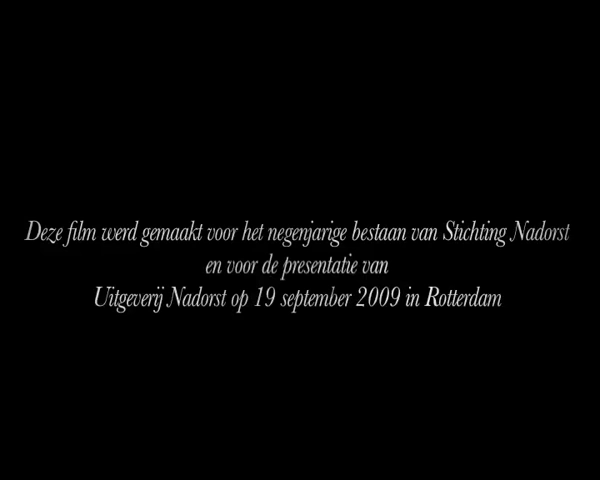 Deze film werd gemaakt voor het negenjarige bestaan van Stichting Nadorst
en voor de presentatie van
Uitgeverij Nadorst op 19 september 2009 in Rotterdam